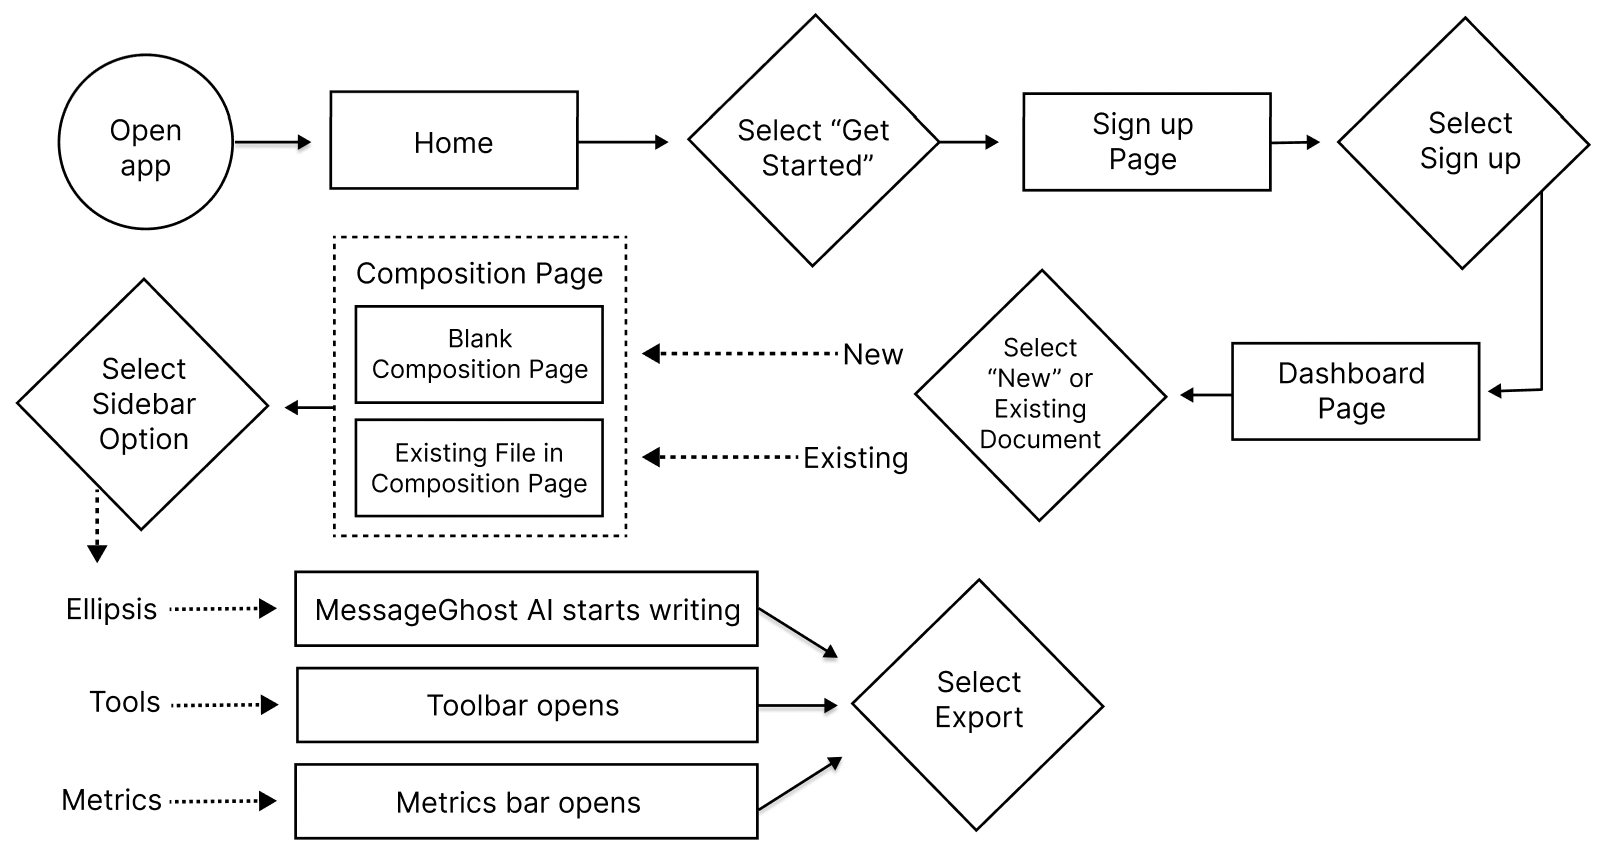 Open
app
Home
Select “Get
Started”
Sign up
Page
Select
Sign up
Dashboard
Page
Select
“New” or
Existing
Document
New
Existing
Composition Page
Blank
Composition Page
Existing File in
Composition Page
Select
Sidebar
Option
Ellipsis
MessageGhost AI starts writing
Tools
Toolbar opens
Metrics
Metrics bar opens
Select
Export